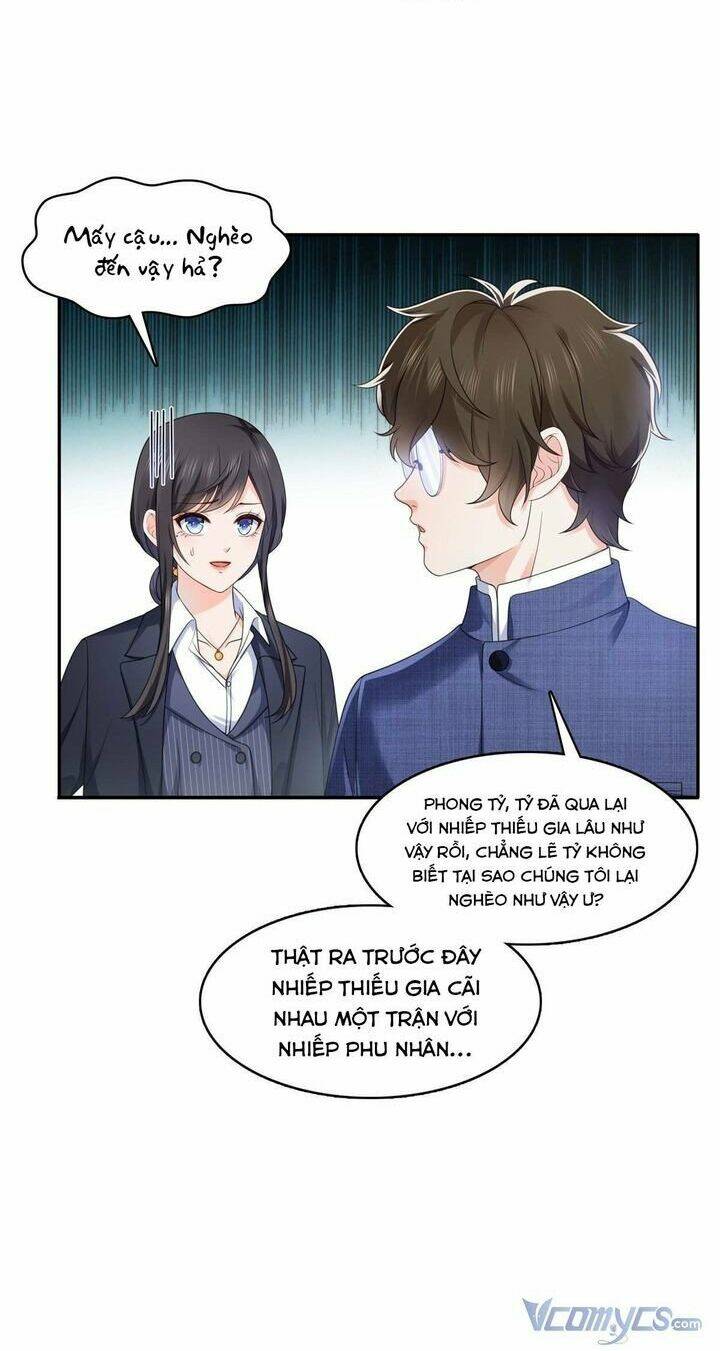 Mấy cậu... Nghèo
đến vậy hả?
PHONG TỶ, TỶ ĐÃ QUA LẠI
VỚI NHIẾP THIẾU GIA LÂU NHƯ
VẬY RỒI, CHẲNG LẼ TỶ KHÔNG
BIẾT TẠI SAO CHÚNG TÔI LẠI
NGHÈO NHƯ VẬY Ư?
THẬT RA TRƯỚC ĐÂY
NHIẾP THIẾU GIA CÃI
NHAU MỘT TRẬN VỚI
NHIẾP PHU NHÂN...
VCOMYCS.com